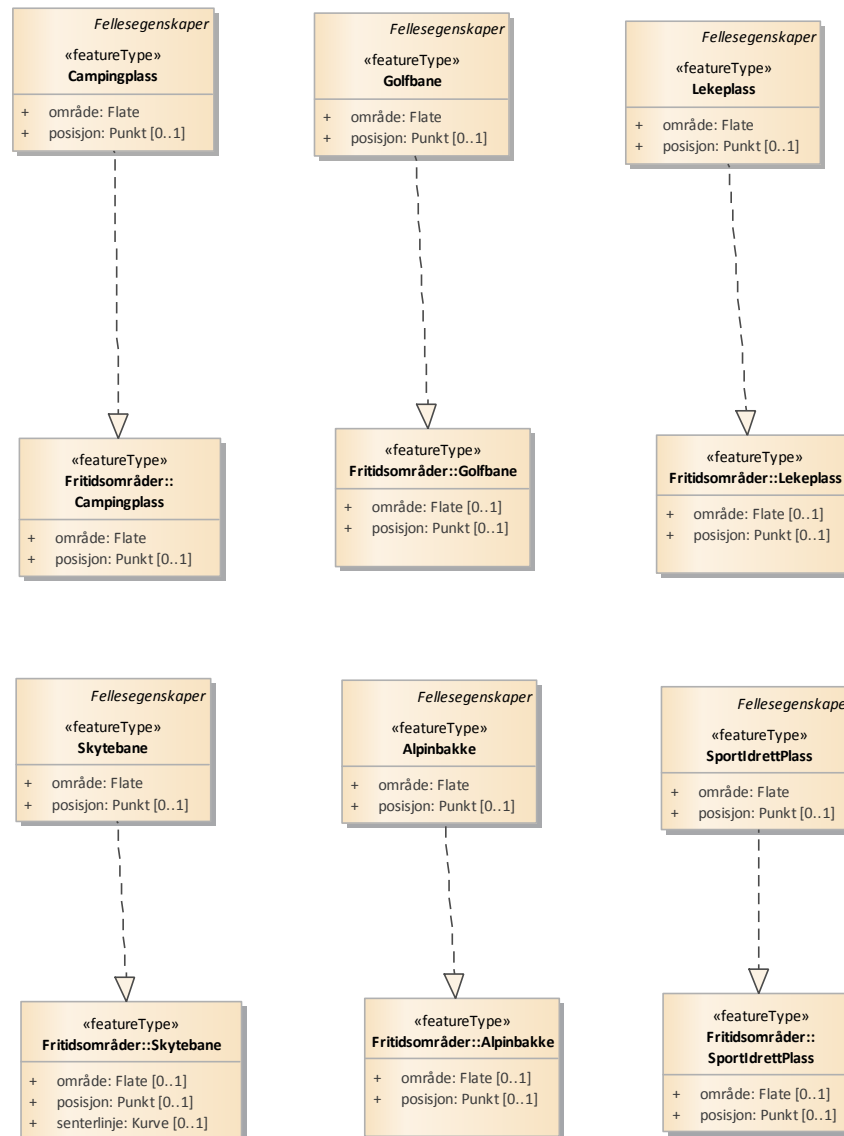 Fellesegenskaper
«featureType»
Campingplass
+ område: Flate
+ posisjon: Punkt [0..1]
Fellesegenskaper
«featureType»
Golfbane
+ område: Flate
+ posisjon: Punkt [0..1]
Fellesegenskaper
«featureType»
Lekeplass
+ område: Flate
+ posisjon: Punkt [0..1]
«featureType»
Fritidsområder::
Campingplass
+ område: Flate
+ posisjon: Punkt [0..1]
«featureType»
Fritidsområder::Golfbane
+ område: Flate [0..1]
+ posisjon: Punkt [0..1]
«featureType»
Fritidsområder::Lekeplass
+ område: Flate [0..1]
+ posisjon: Punkt [0..1]
Fellesegenskaper
«featureType»
Skytebane
+ område: Flate
+ posisjon: Punkt [0..1]
Fellesegenskaper
«featureType»
Alpinbakke
+ område: Flate
+ posisjon: Punkt [0..1]
Fellesegenskape
«featureType»
SportIdrettPlass
+ område: Flate
+ posisjon: Punkt [0..1]
«featureType»
Fritidsområder::Skytebane
+ område: Flate [0..1]
+ posisjon: Punkt [0..1]
+ senterlinje: Kurve [0..1]
«featureType»
Fritidsområder::Alpinbakke
+ område: Flate [0..1]
+ posisjon: Punkt [0..1]
«featureType»
Fritidsområder::
SportIdrettPlass
+ område: Flate [0..1]
+ posisjon: Punkt [0..1]